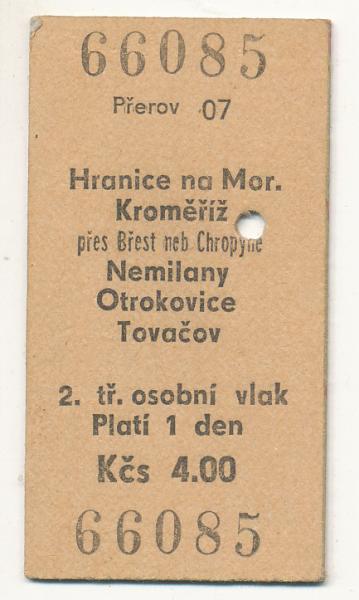 66085
Přerov 07
Hranice na Mor.
Kroměříž
přes Břest neb Chropyně
Nemilany
Otrokovice
Tovačov
2. tř. osobní vlak
Platí 1 den
Kčs 4.00
66085